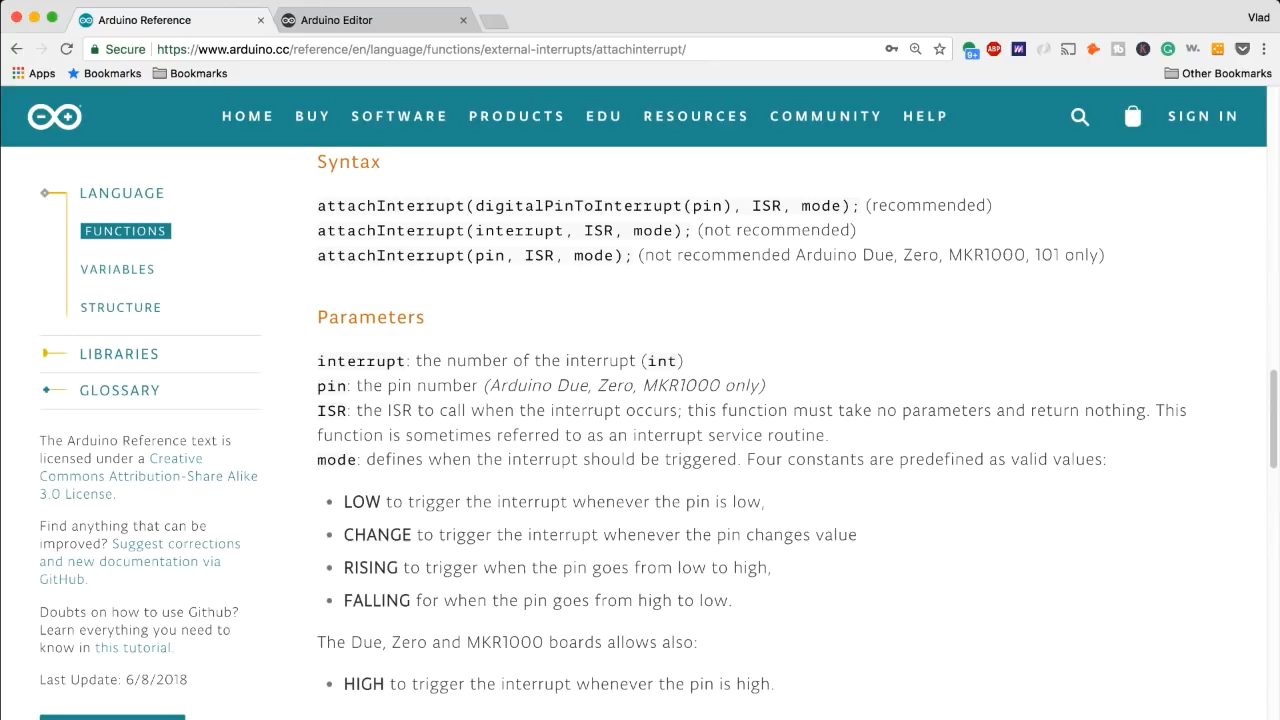 Arduino Reference
Arduino Editor
Vlad
Secure https://www.arduino.cc/reference/en/language/functions/external-interrupts/attachinterrupt/
9+ ABP w.
Apps Bookmarks Bookmarks Other Bookmarks
HOME BUY SOFTWARE PRODUCTS EDU RESOURCES COMMUNITY HELP SIGN IN
LANGUAGE
FUNCTIONS
VARIABLES
STRUCTURE
LIBRARIES
GLOSSARY
The Arduino Reference text is
licensed under a Creative
Commons Attribution-Share Alike
3.0 License.
Find anything that can be
improved? Suggest corrections
and new documentation via
GitHub.
Doubts on how to use Github?
Learn everything you need to
know in this tutorial.
Last Update: 6/8/2018
Syntax
attachInterrupt(digitalPinToInterrupt(pin), ISR, mode); (recommended)
attachInterrupt(interrupt, ISR, mode); (not recommended)
attachInterrupt(pin, ISR, mode); (not recommended Arduino Due, Zero, MKR1000, 101 only)
Parameters
interrupt: the number of the interrupt (int)
pin: the pin number (Arduino Due, Zero, MKR1000 only)
ISR: the ISR to call when the interrupt occurs; this function must take no parameters and return nothing. This
function is sometimes referred to as an interrupt service routine.
mode: defines when the interrupt should be triggered. Four constants are predefined as valid values:
• LOW to trigger the interrupt whenever the pin is low,
• CHANGE to trigger the interrupt whenever the pin changes value
• RISING to trigger when the pin goes from low to high,
• FALLING for when the pin goes from high to low.
The Due, Zero and MKR1000 boards allows also:
• HIGH to trigger the interrupt whenever the pin is high.